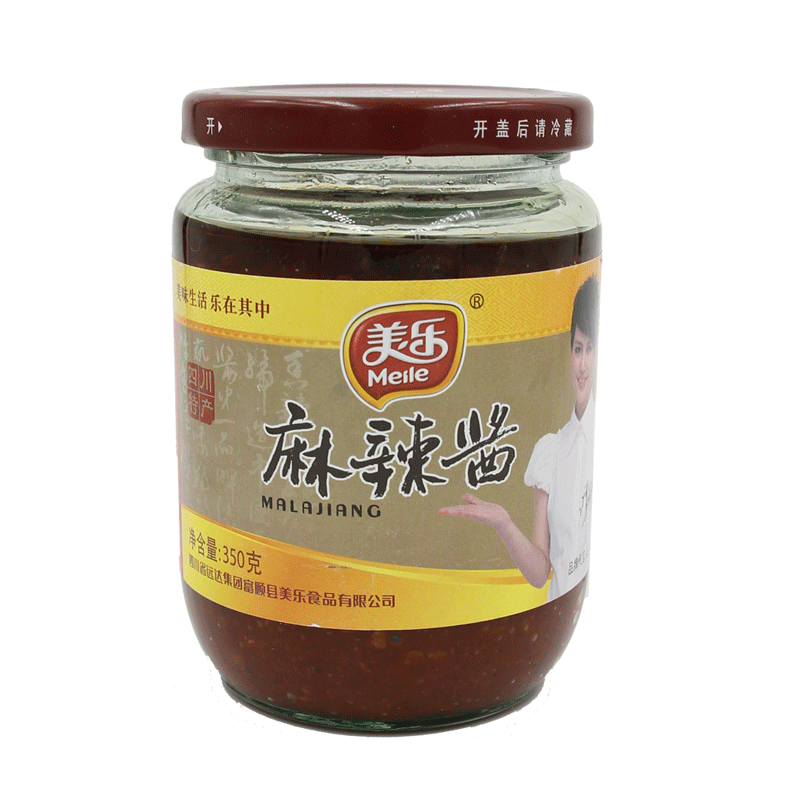 开
开盖后请冷藏
美味生活 乐在其中
美乐
®
Meile
四川
特产
麻辣酱
MALAJIANG
净含量:350克
四川省远达集团富顺县美乐食品有限公司